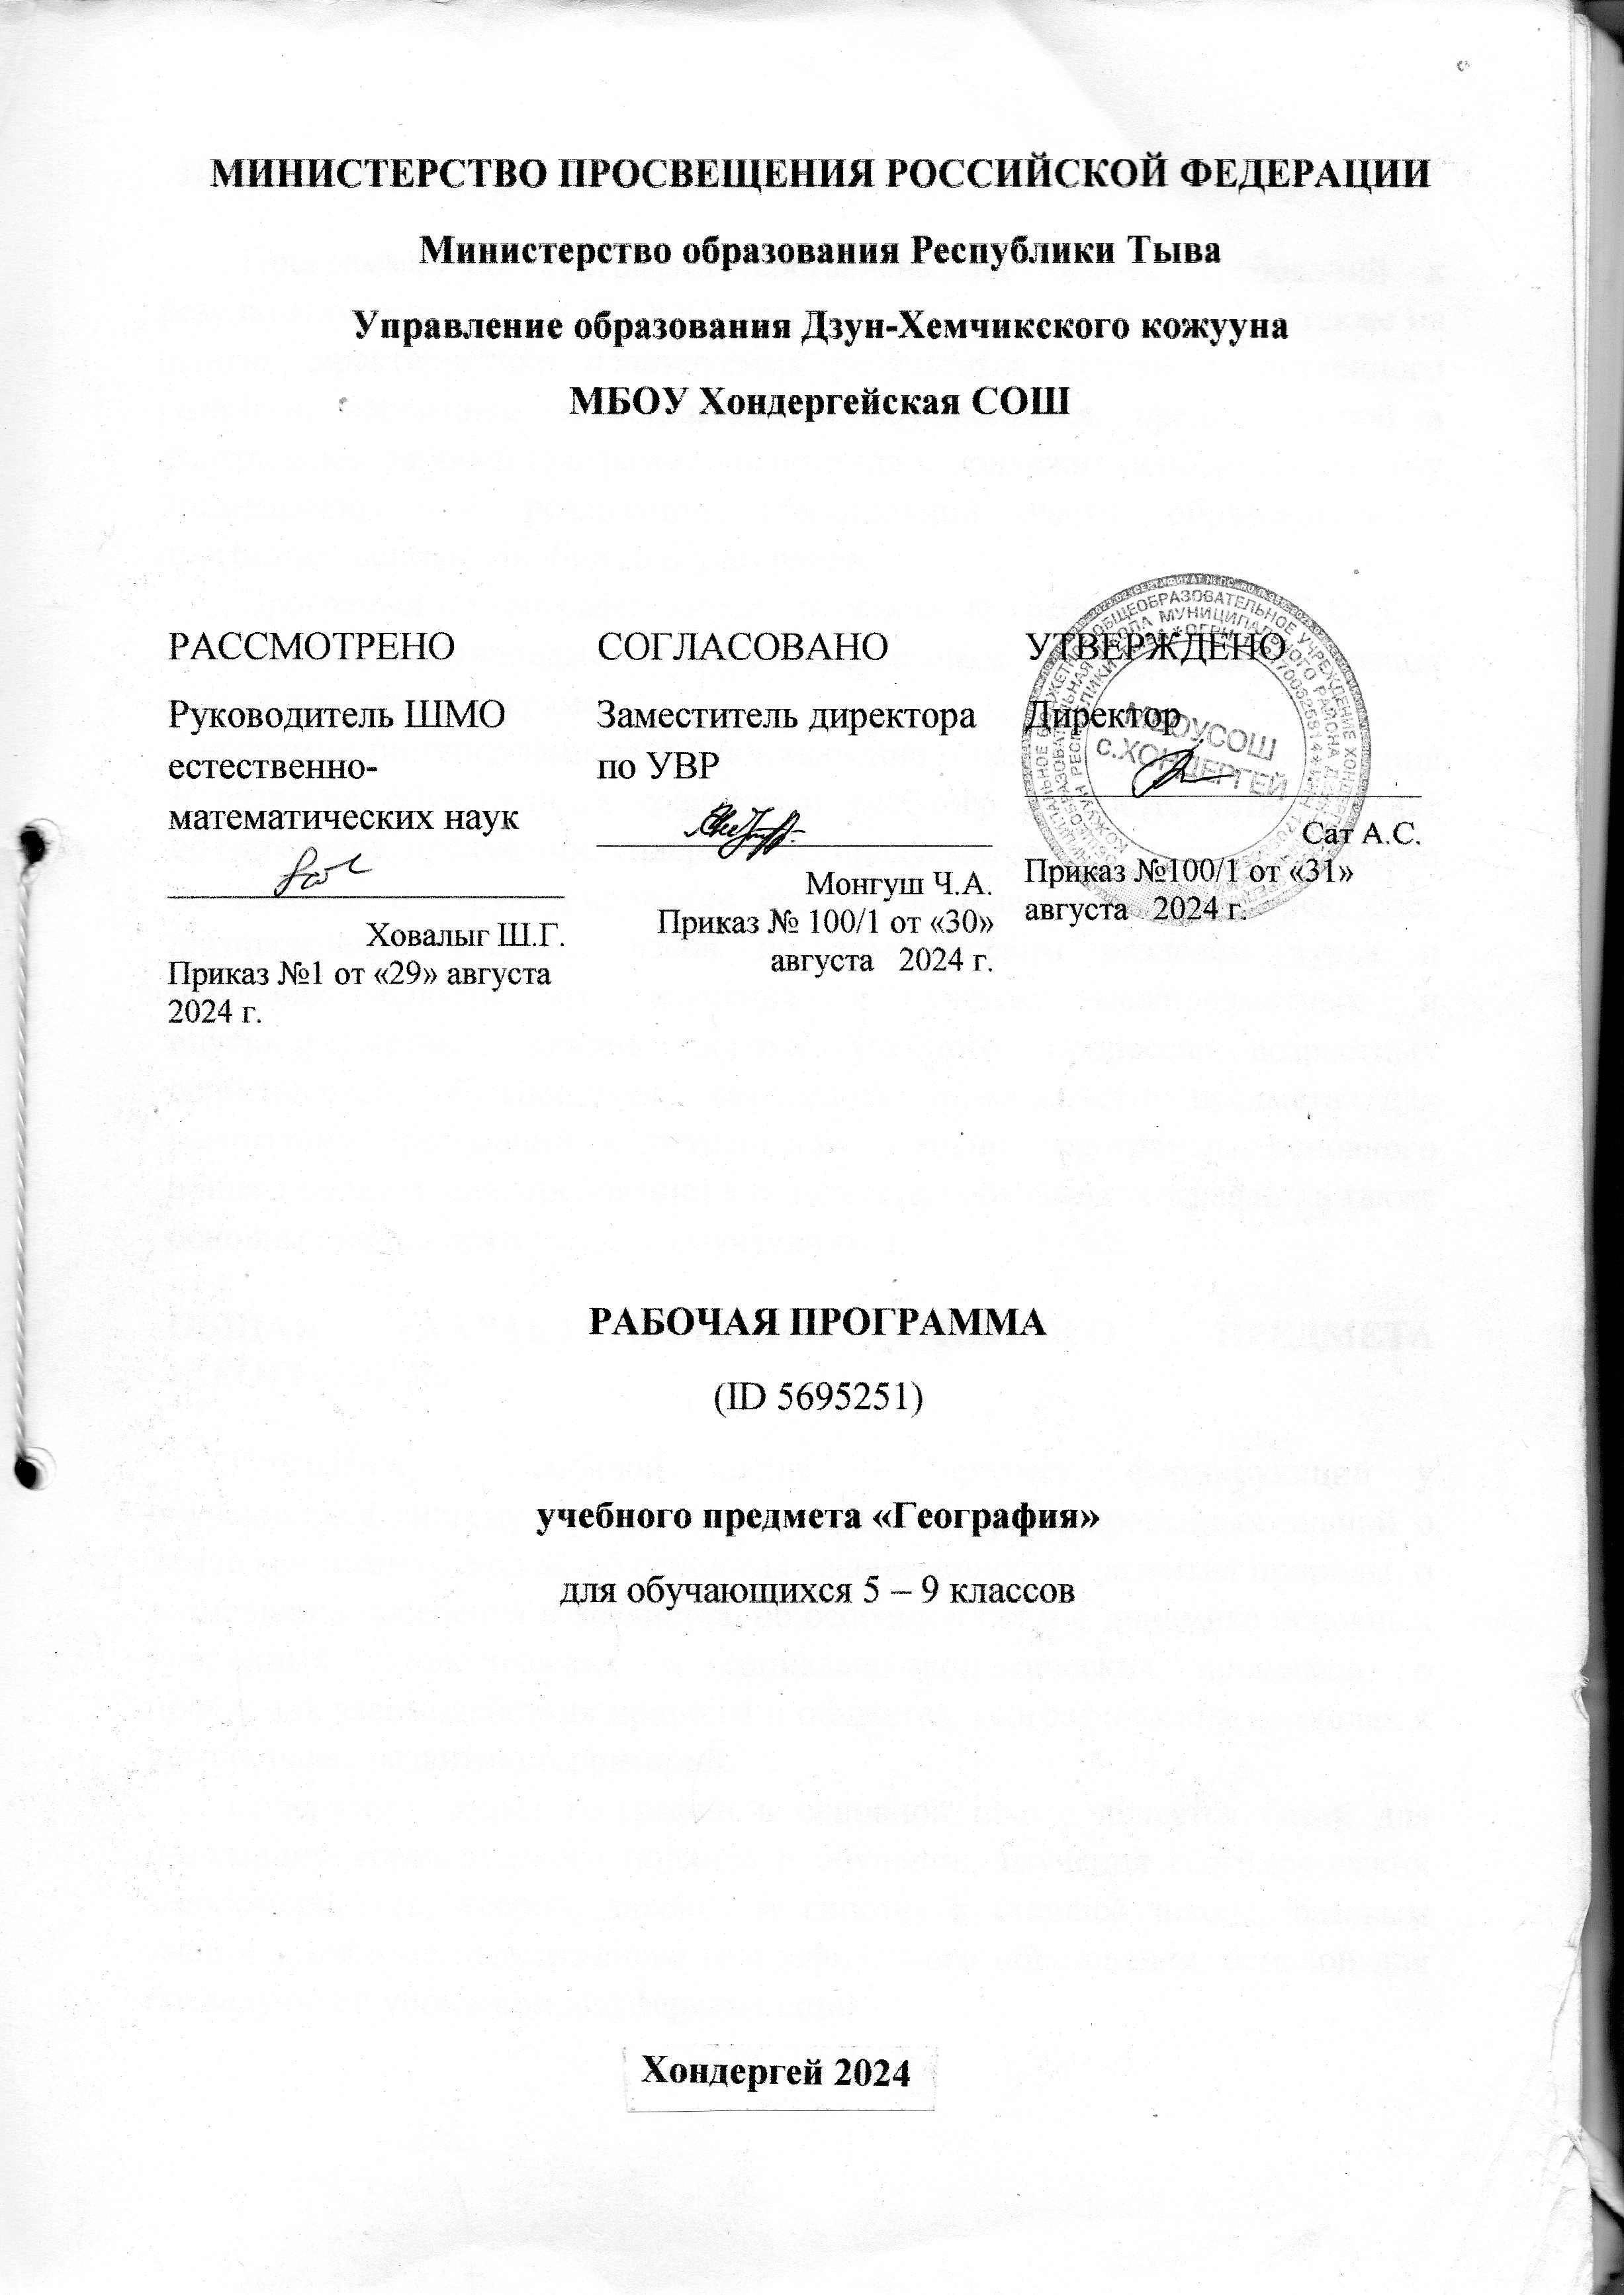 МИНИСТЕРСТВО ПРОСВЕЩЕНИЯ РОССИЙСКОЙ ФЕДЕРАЦИИ
Министерство образования Республики Тыва
Управление образования Дзун-Хемчикского кожууна
МБОУ Хондергейская СОШ
РАССМОТРЕНО
Руководитель ШМО
естественно-
математических наук
Ховалыг Ш.Г.
Приказ №1 от «29» августа
2024 г.
СОГЛАСОВАНО
Заместитель директора
по УВР
Монгуш Ч.А.
Приказ № 100/1 от «30»
августа 2024 г.
УТВЕРЖДЕНО
Директор
МБОУСОШ
с.ХОНДЕРГЕЙ
Сат А.С.
Приказ №100/1 от «31»
августа 2024 г.
РАБОЧАЯ ПРОГРАММА
(ID 5695251)
учебного предмета «География»
для обучающихся 5 – 9 классов
Хондергей 2024